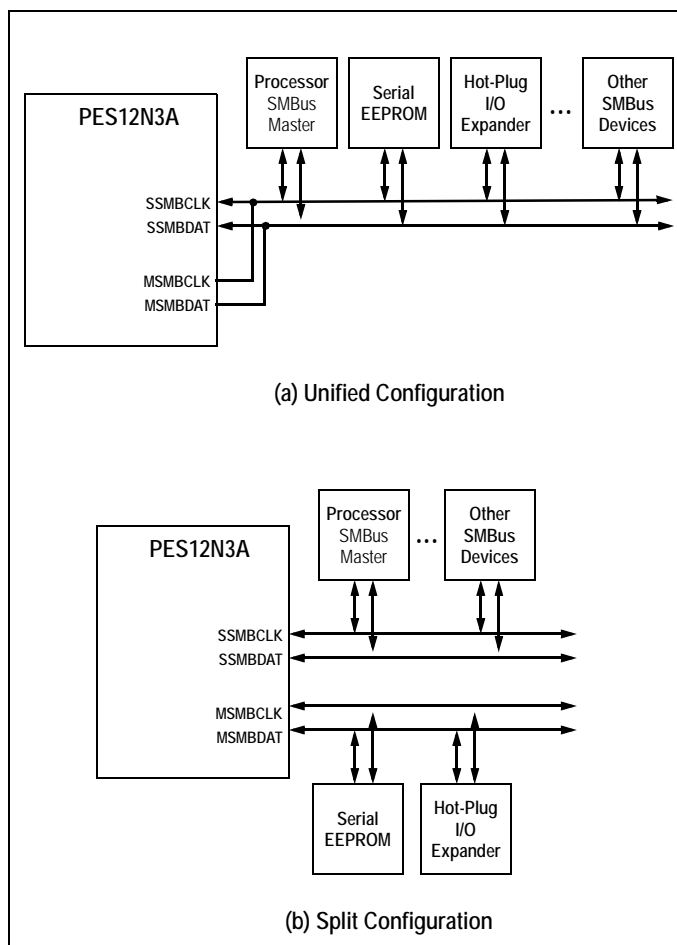 PES12N3A
Processor
SMBus
Master
Serial
EEPROM
Hot-Plug
I/O
Expander
...
Other
SMBus
Devices
SSMBCLK
SSMBDAT
MSMBCLK
MSMBDAT
(a) Unified Configuration
PES12N3A
Processor
SMBus
Master
...
Other
SMBus
Devices
SSMBCLK
SSMBDAT
MSMBCLK
MSMBDAT
Serial
EEPROM
Hot-Plug
I/O
Expander
(b) Split Configuration